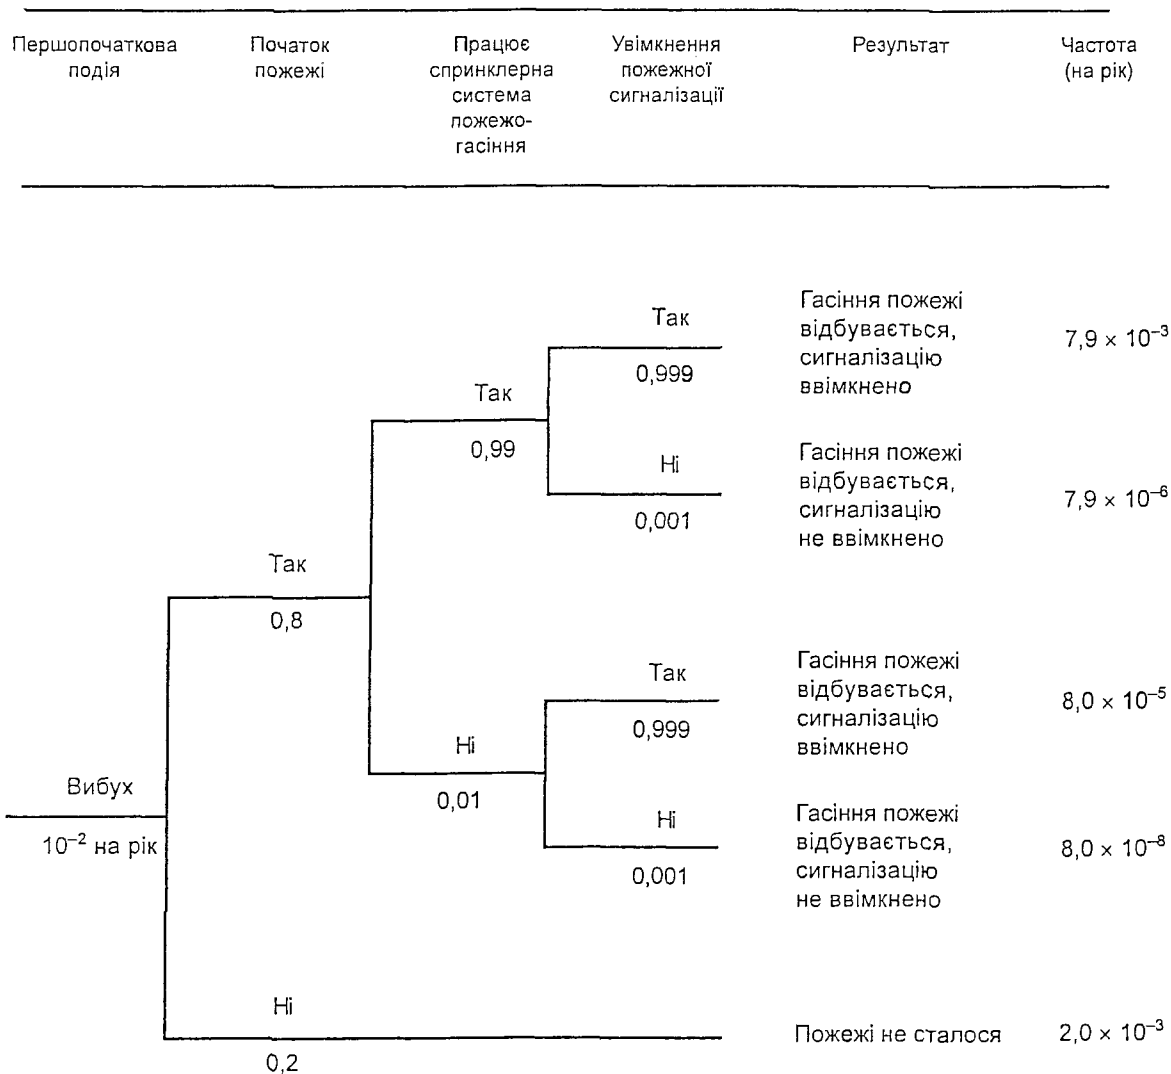 Першопочаткова
подія
Початок
пожежі
Працює
спринклерна
система
пожежо-
гасіння
Увімкнення
пожежної
сигналізації
Результат
Частота
(на рік)
Так
0,999
Гасіння пожежі
відбувається,
сигналізацію
ввімкнено
7,9 × 10⁻³
Так
0,99
Ні
0,001
Гасіння пожежі
відбувається,
сигналізацію
не ввімкнено
7,9 × 10⁻⁶
Так
0,8
Так
0,999
Гасіння пожежі
відбувається,
сигналізацію
ввімкнено
8,0 × 10⁻⁵
Ні
0,01
Вибух
10⁻² на рік
Ні
0,001
Гасіння пожежі
відбувається,
сигналізацію
не ввімкнено
8,0 × 10⁻⁸
Ні
0,2
Пожежі не сталося
2,0 × 10⁻³